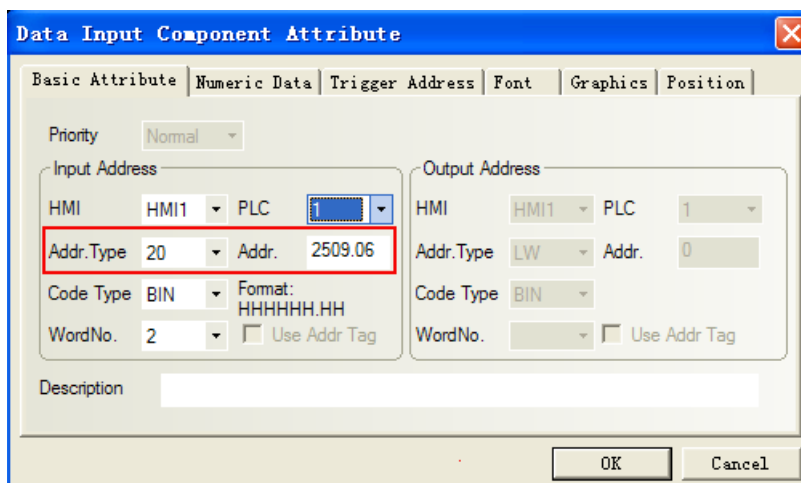 Data Input Component Attribute
Basic Attribute Numeric Data Trigger Address Font Graphics Position
Priority Normal
Input Address Output Address
HMI HMI1 PLC 1 HMI HMI1 PLC 1
Addr.Type 20 Addr. 2509.06 Addr.Type LW Addr. 0
Code Type BIN Format: Code Type BIN
HHHHHH.HH
WordNo. 2 Use Addr Tag WordNo. Use Addr Tag
Description
OK Cancel